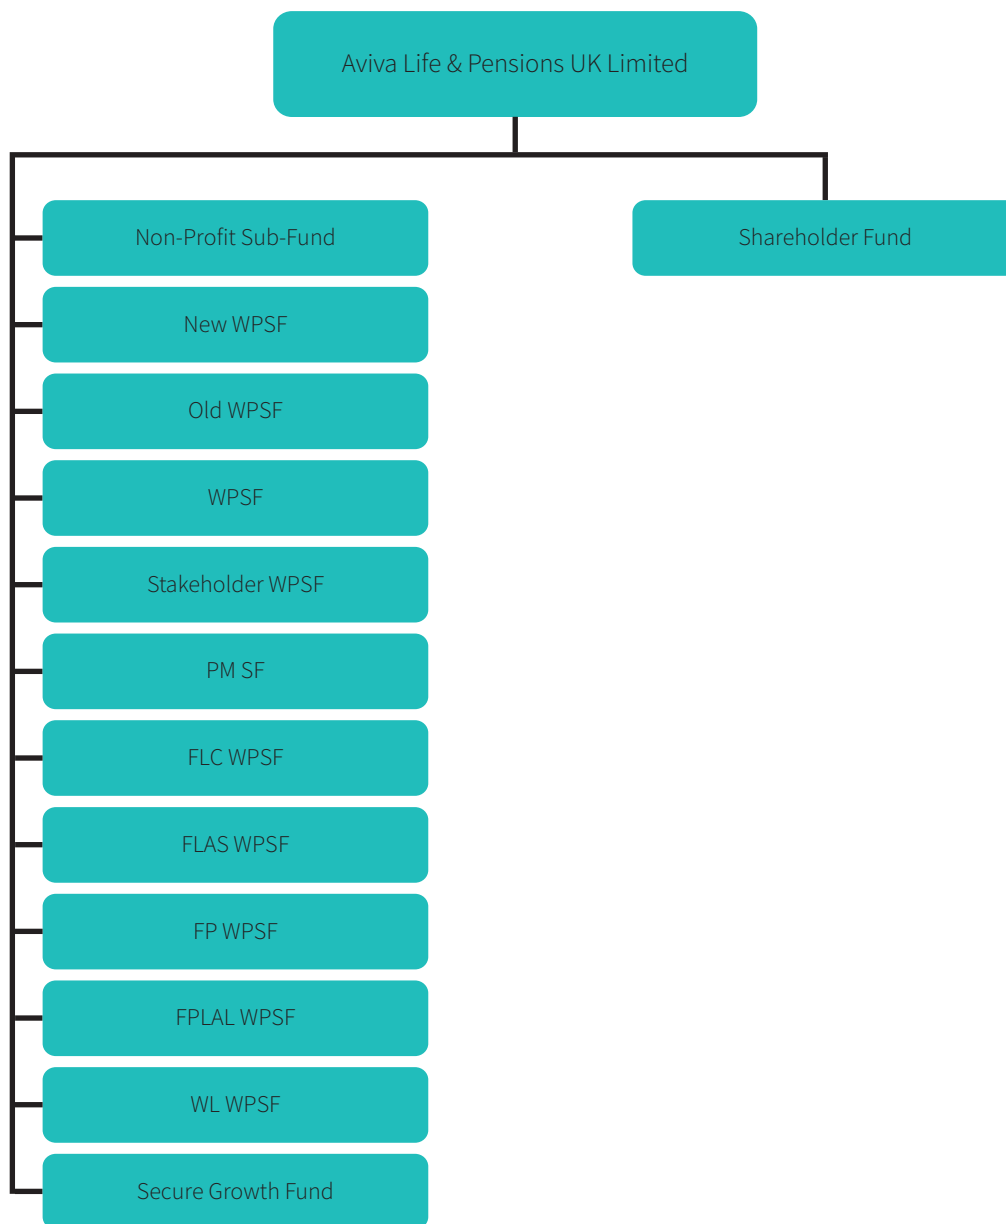 Aviva Life & Pensions UK Limited
Non-Profit Sub-Fund
Shareholder Fund
New WPSF
Old WPSF
WPSF
Stakeholder WPSF
PM SF
FLC WPSF
FLAS WPSF
FP WPSF
FPLAL WPSF
WL WPSF
Secure Growth Fund